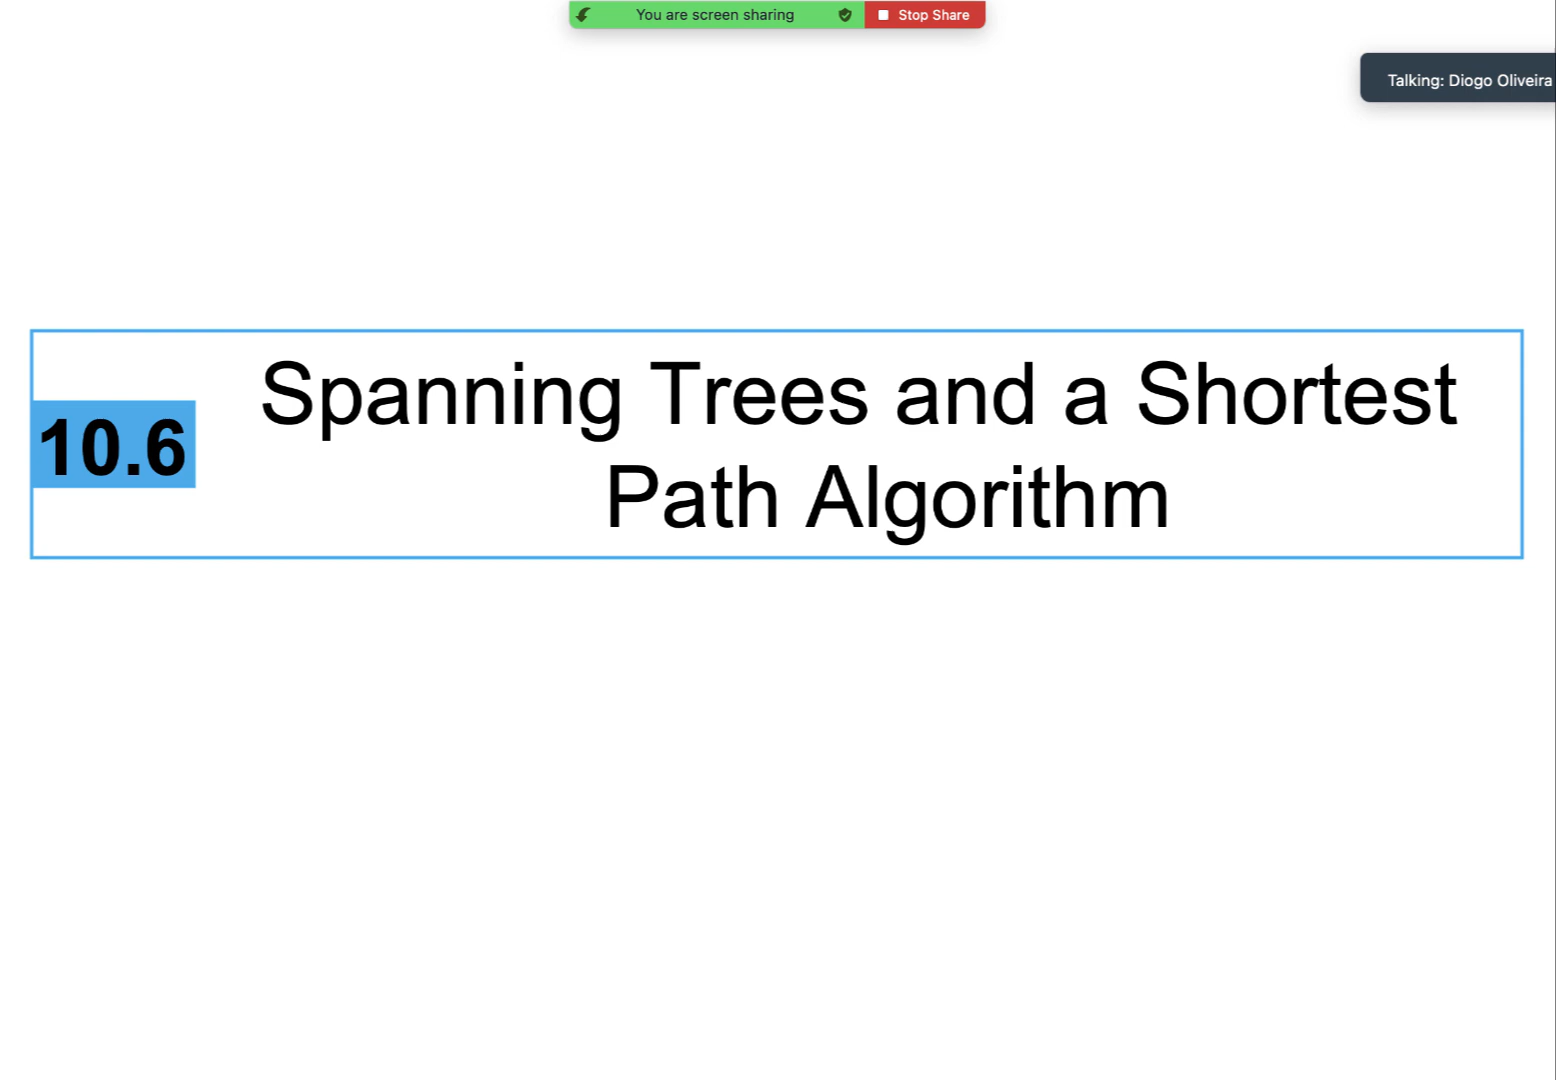 You are screen sharing
Stop Share
Talking: Diogo Oliveira
10.6
Spanning Trees and a Shortest
Path Algorithm